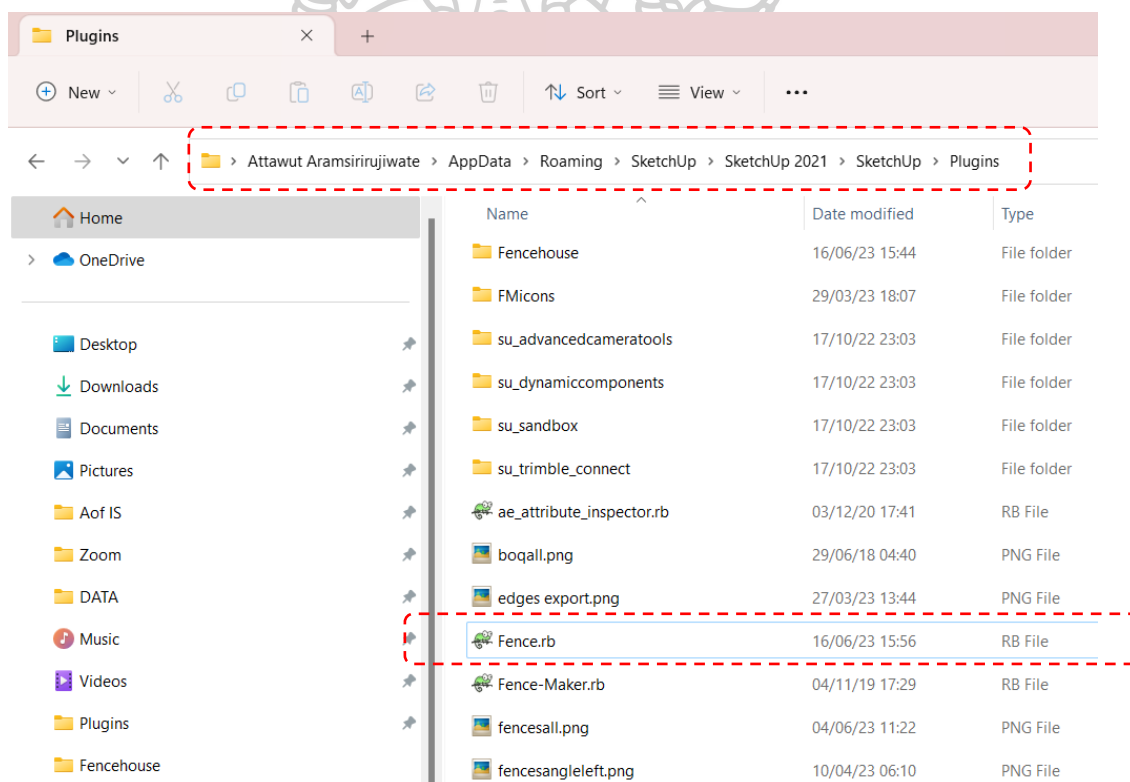 Plugins
New Sort View
Attawut Aramsirirujiwate > AppData > Roaming > SketchUp > SketchUp 2021 > SketchUp > Plugins
Home
OneDrive
Desktop
Downloads
Documents
Pictures
Aof IS
Zoom
DATA
Music
Videos
Plugins
Fencehouse
Name Date modified Type
Fencehouse 16/06/23 15:44 File folder
FMicons 29/03/23 18:07 File folder
su_advancedcameratools 17/10/22 23:03 File folder
su_dynamiccomponents 17/10/22 23:03 File folder
su_sandbox 17/10/22 23:03 File folder
su_trimble_connect 17/10/22 23:03 File folder
ae_attribute_inspector.rb 03/12/20 17:41 RB File
boqall.png 29/06/18 04:40 PNG File
edges export.png 27/03/23 13:44 PNG File
Fence.rb 16/06/23 15:56 RB File
Fence-Maker.rb 04/11/19 17:29 RB File
fencesall.png 04/06/23 11:22 PNG File
fencesangleleft.png 10/04/23 06:10 PNG File